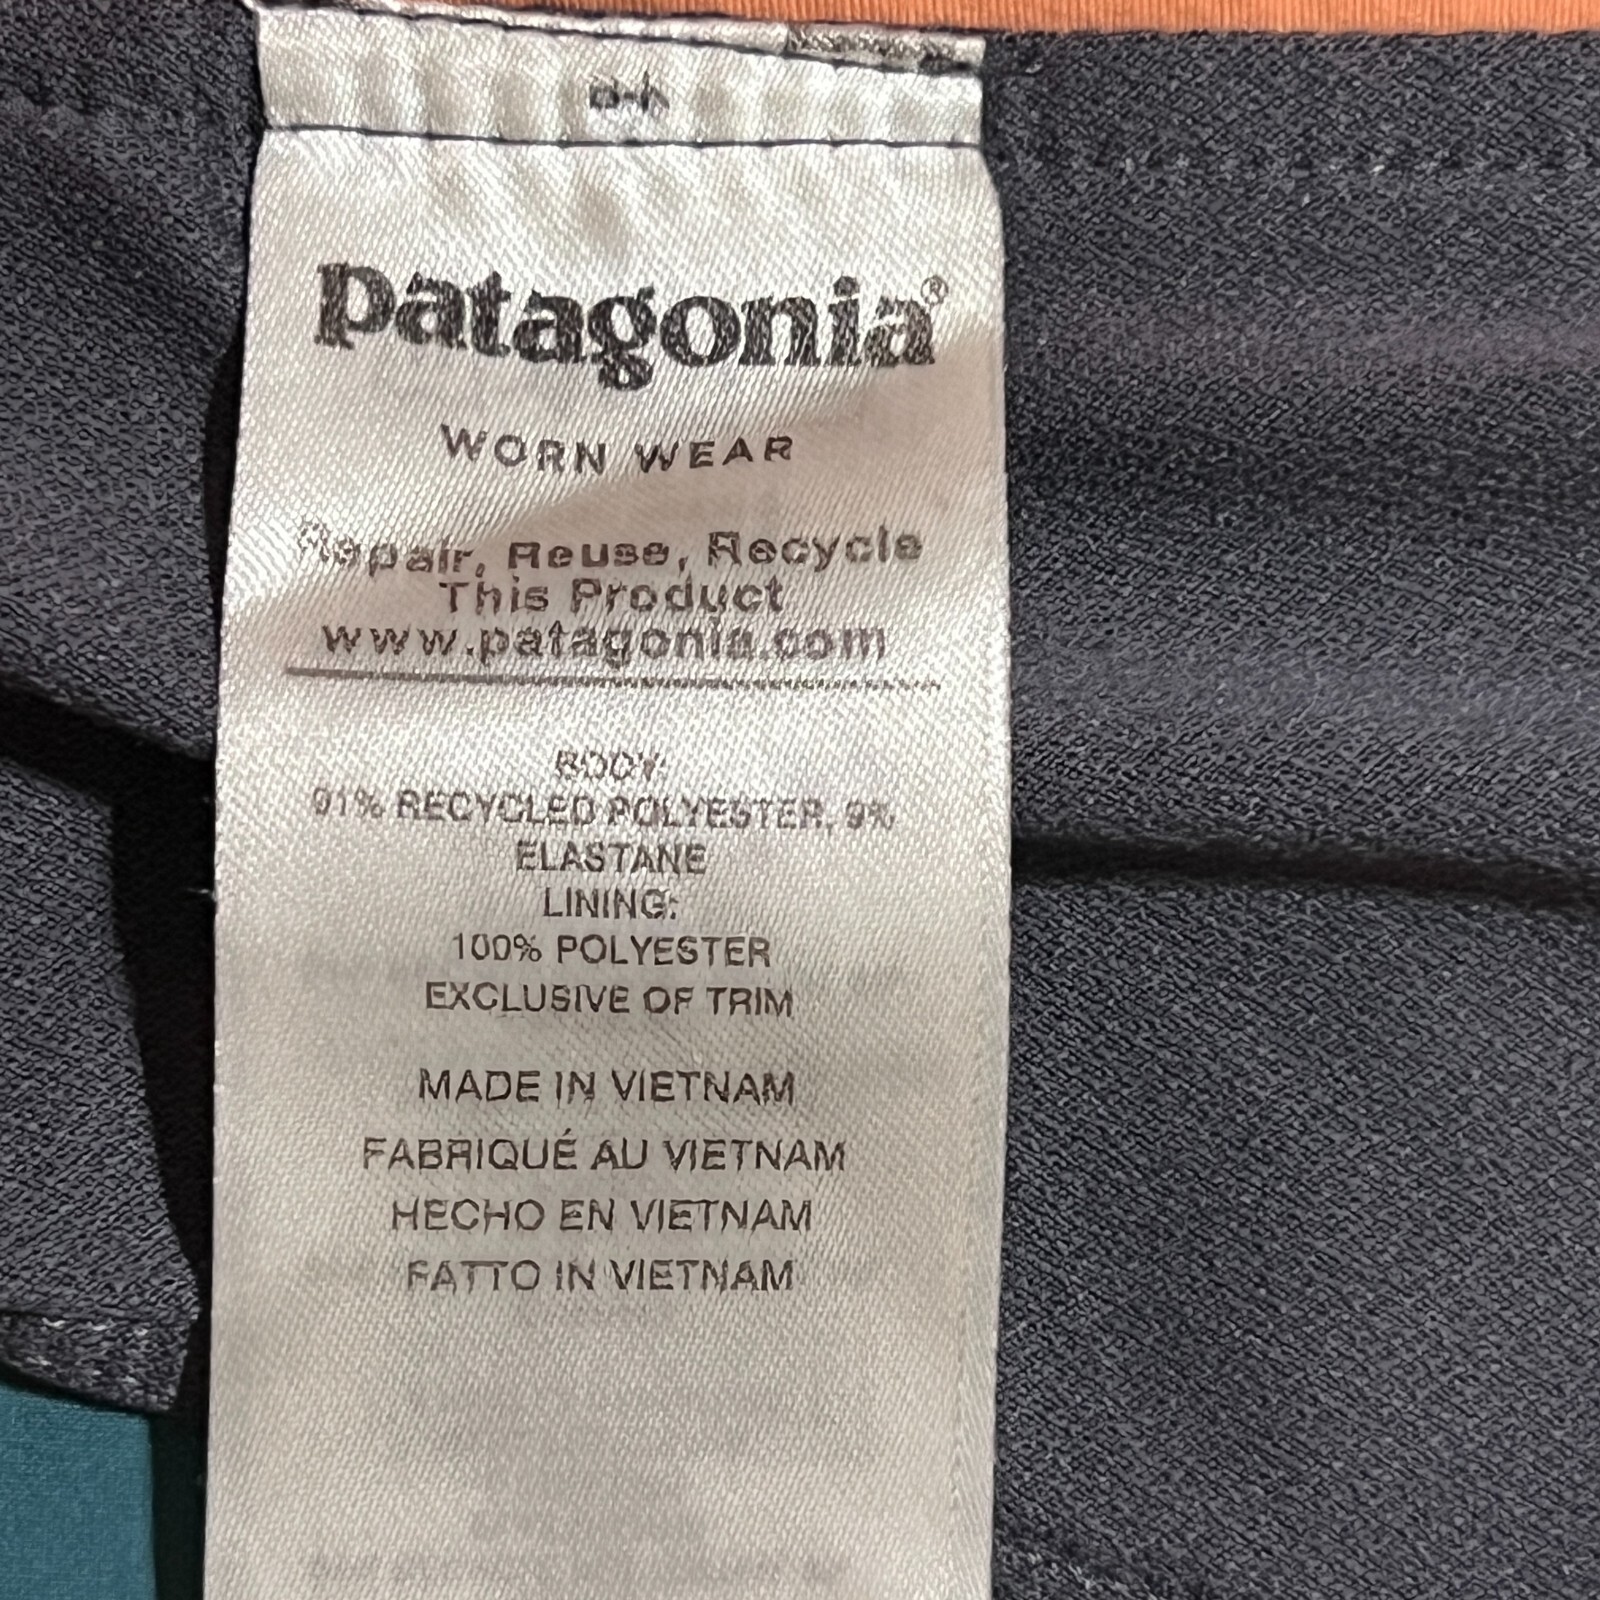 patagonia®
WORN WEAR
Repair, Reuse, Recycle
This Product
www.patagonia.com
BODY:
91% RECYCLED POLYESTER, 9%
ELASTANE
LINING:
100% POLYESTER
EXCLUSIVE OF TRIM
MADE IN VIETNAM
FABRIQUÉ AU VIETNAM
HECHO EN VIETNAM
FATTO IN VIETNAM